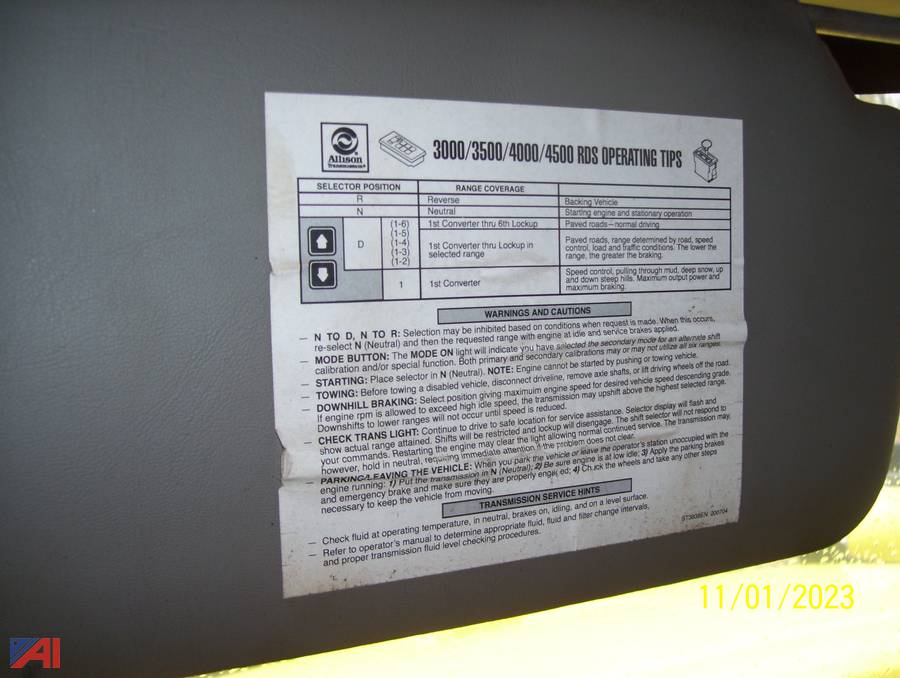 Allison
TRANSMISSION®
3000/3500/4000/4500 RDS OPERATING TIPS
SELECTOR POSITION RANGE COVERAGE
R Reverse Backing Vehicle
N Neutral Starting engine and stationary operation
D (1-6) 1st Converter thru 6th Lockup Paved roads—normal driving
(1-5)
(1-4)
(1-3)
(1-2)
1st Converter thru Lockup in
selected range
Paved roads, range determined by road, speed
control, load and traffic conditions. The lower the
range, the greater the braking.
1 1st Converter
Speed control, pulling through mud, deep snow, up
and down steep hills. Maximum output power and
maximum braking.
WARNINGS AND CAUTIONS
— N TO D, N TO R: Selection may be inhibited based on conditions when request is made. When this occurs,
re-select N (Neutral) and then the requested range with engine at idle and service brakes applied.
— MODE BUTTON: The MODE ON light will indicate you have selected the secondary mode for an alternate shift
calibration and/or special function. Both primary and secondary calibrations may or may not utilize all six ranges.
— STARTING: Place selector in N (Neutral). NOTE: Engine cannot be started by pushing or towing vehicle.
— TOWING: Before towing a disabled vehicle, disconnect driveline, remove axle shafts, or lift driving wheels off the road.
— DOWNHILL BRAKING: Select position giving maximuim engine speed for desired vehicle speed descending grade.
If engine rpm is allowed to exceed high idle speed, the transmission may upshift above the highest selected range.
Downshifts to lower ranges will not occur until speed is reduced.
— CHECK TRANS LIGHT: Continue to drive to safe location for service assistance. Selector display will flash and
show actual range attained. Shifts will be restricted and lockup will disengage. The shift selector will not respond to
your commands. Restarting the engine may clear the light allowing normal continued service. The transmission may,
however, hold in neutral, requiring immediate attention if the problem does not clear.
— PARKING/LEAVING THE VEHICLE: When you park the vehicle or leave the operator's station unoccupied with the
engine running: 1) Put the transmission in N (Neutral); 2) Be sure engine is at low idle; 3) Apply the parking brakes
and emergency brake and make sure they are properly engaged; 4) Chock the wheels and take any other steps
necessary to keep the vehicle from moving.
TRANSMISSION SERVICE HINTS
— Check fluid at operating temperature, in neutral, brakes on, idling, and on a level surface.
— Refer to operator's manual to determine appropriate fluid, fluid and filter change intervals,
and proper transmission fluid level checking procedures.
11/01/2023
AI